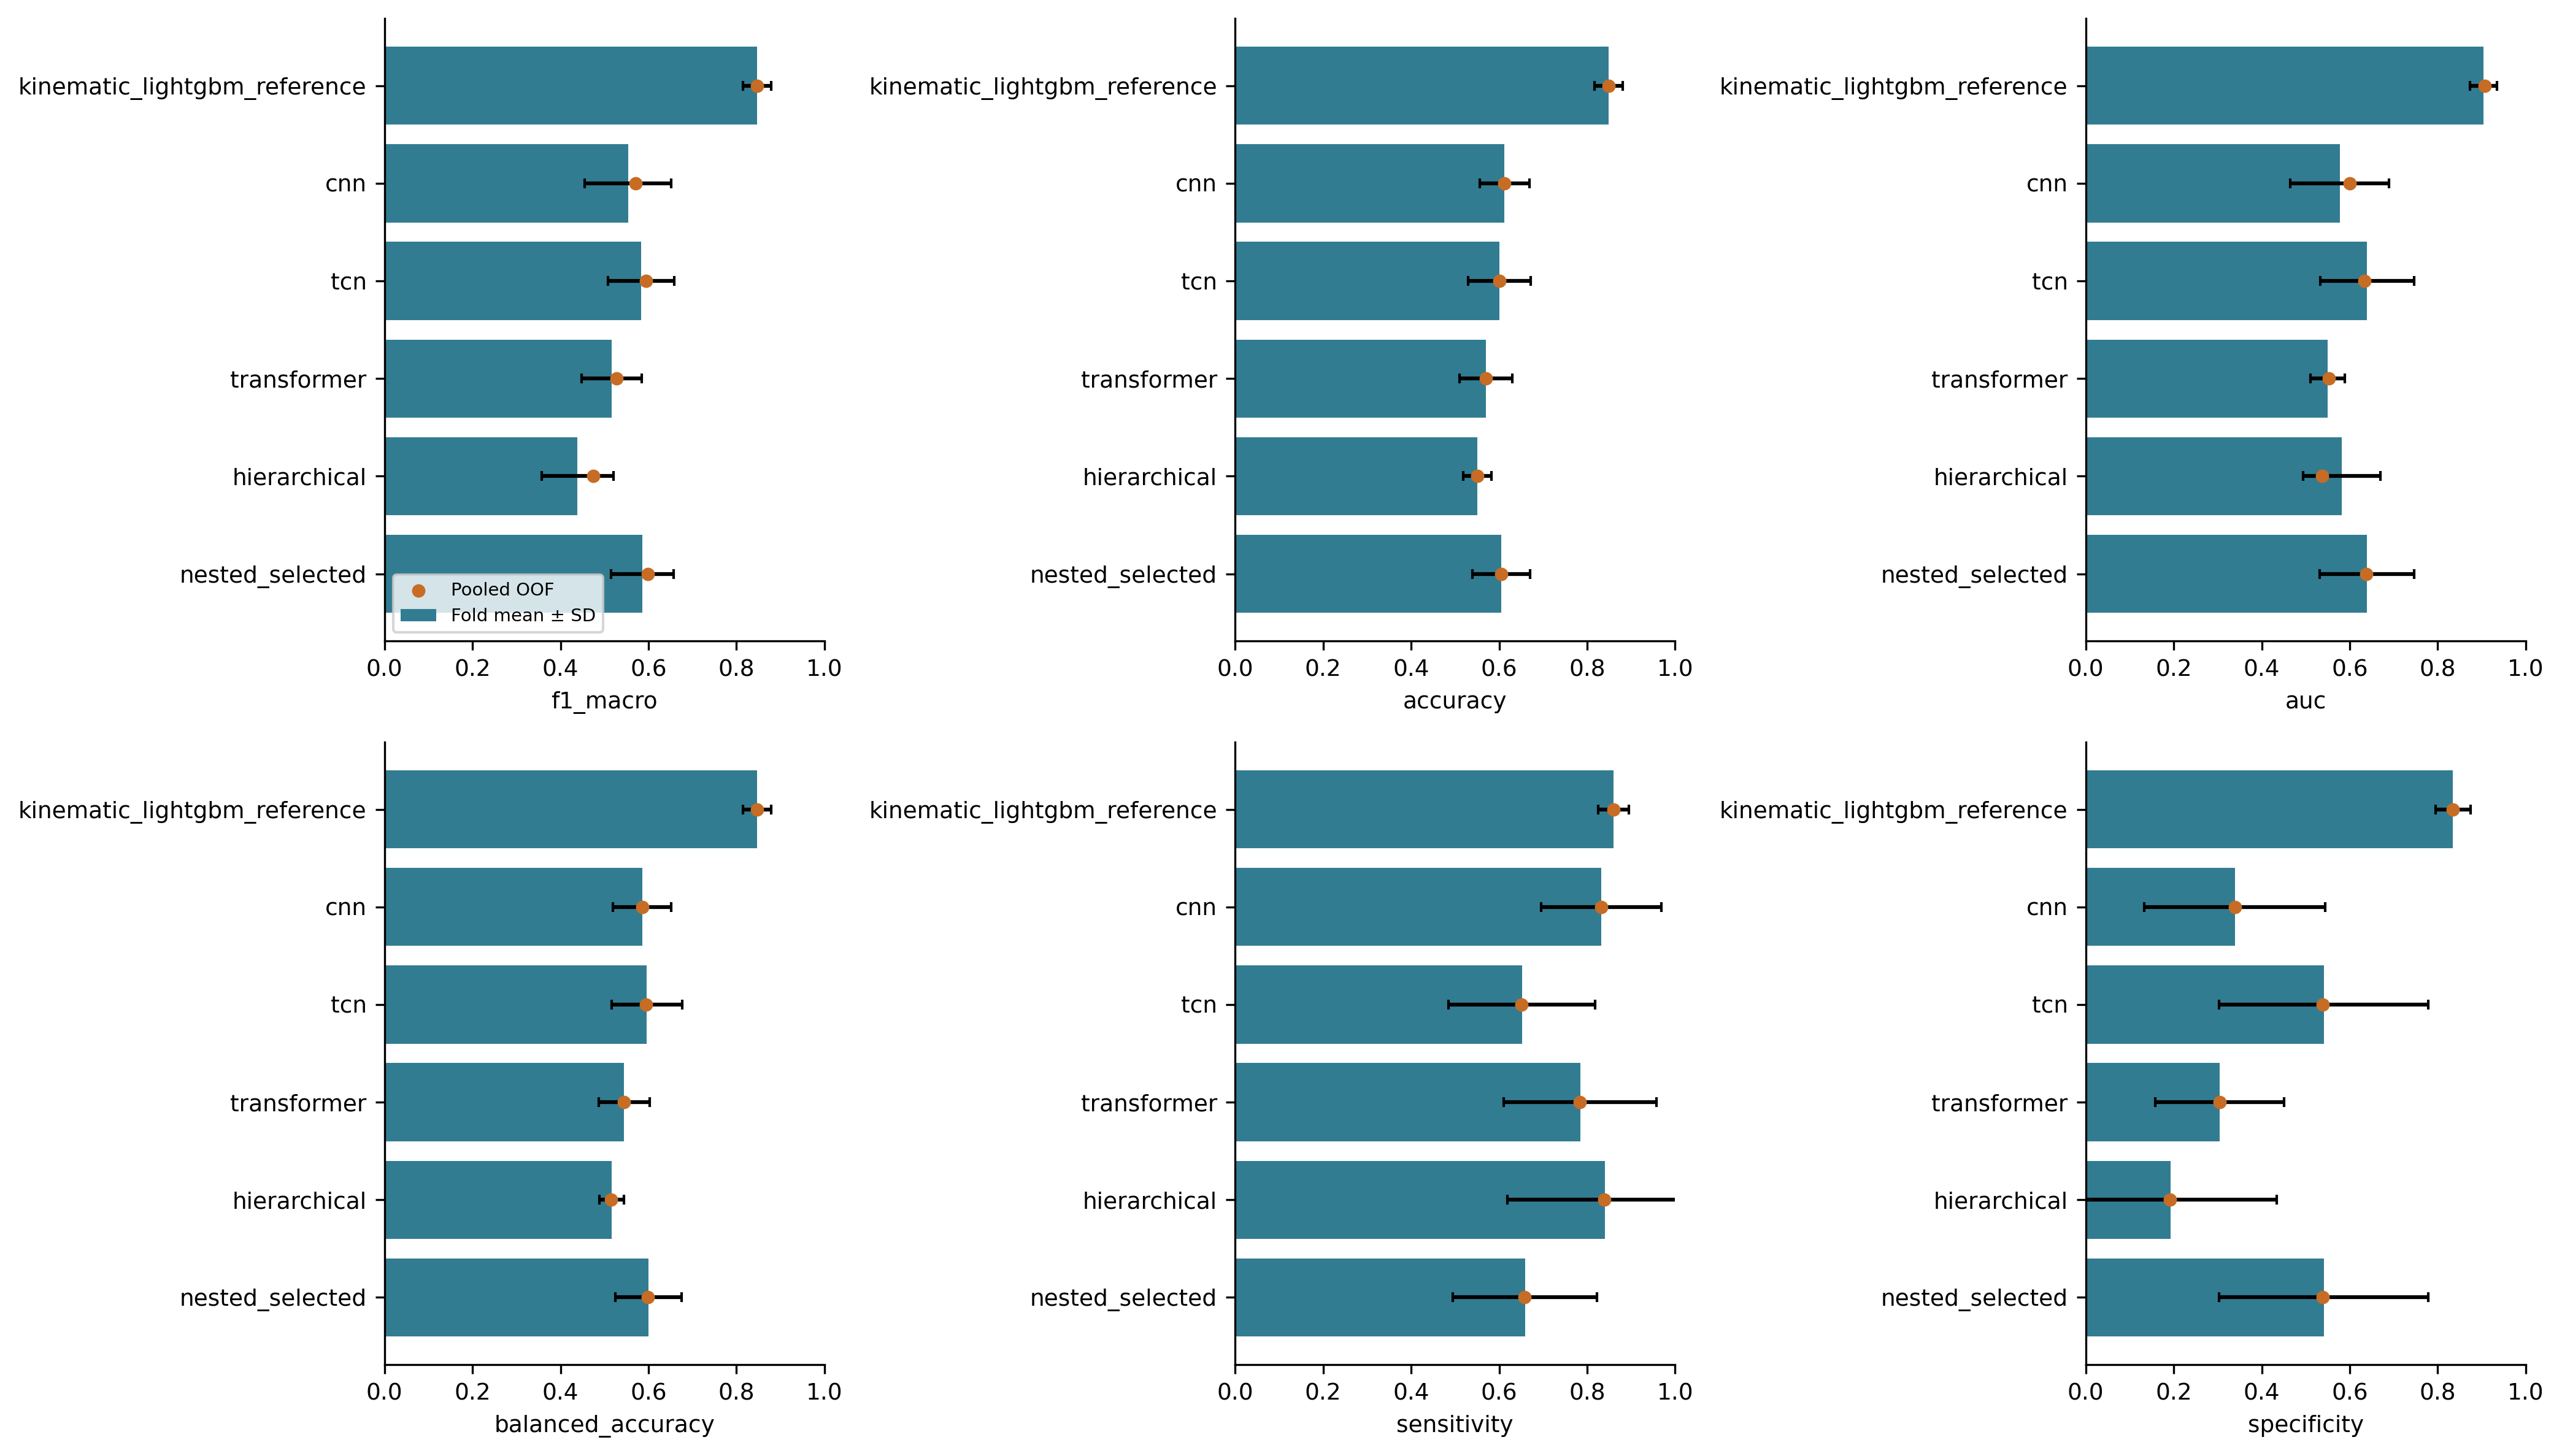 kinematic_lightgbm_reference
cnn
tcn
transformer
hierarchical
nested_selected
Pooled OOF
Fold mean ± SD
0.0 0.2 0.4 0.6 0.8 1.0
f1_macro
kinematic_lightgbm_reference
cnn
tcn
transformer
hierarchical
nested_selected
0.0 0.2 0.4 0.6 0.8 1.0
accuracy
kinematic_lightgbm_reference
cnn
tcn
transformer
hierarchical
nested_selected
0.0 0.2 0.4 0.6 0.8 1.0
auc
kinematic_lightgbm_reference
cnn
tcn
transformer
hierarchical
nested_selected
0.0 0.2 0.4 0.6 0.8 1.0
balanced_accuracy
kinematic_lightgbm_reference
cnn
tcn
transformer
hierarchical
nested_selected
0.0 0.2 0.4 0.6 0.8 1.0
sensitivity
kinematic_lightgbm_reference
cnn
tcn
transformer
hierarchical
nested_selected
0.0 0.2 0.4 0.6 0.8 1.0
specificity